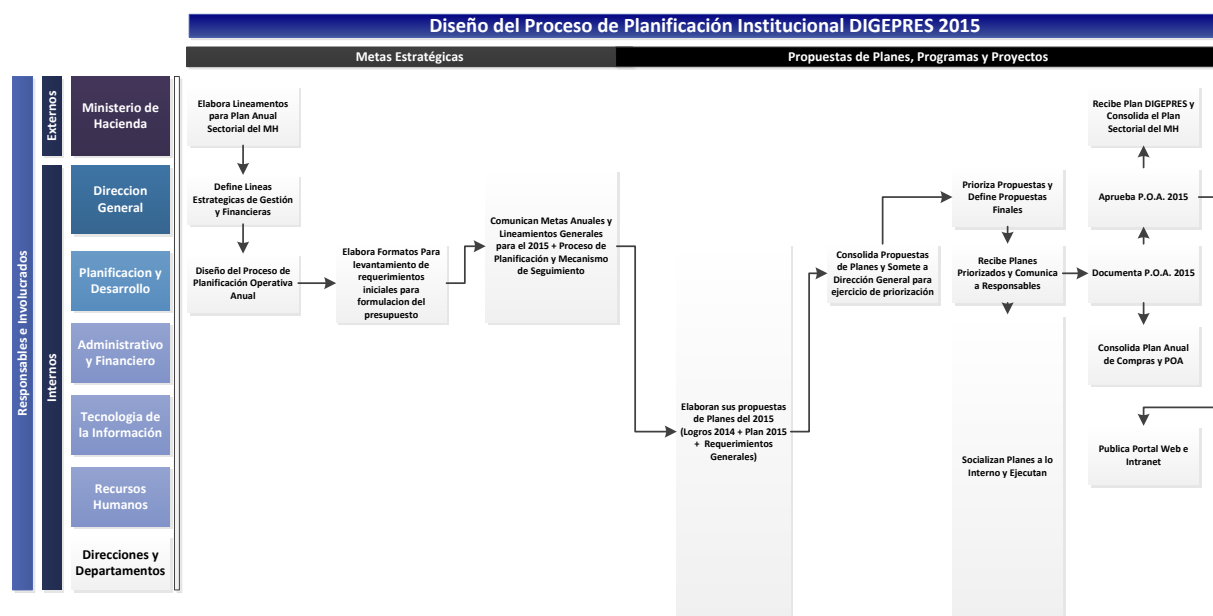 Diseño del Proceso de Planificación Institucional DIGEPRES 2015
Metas Estratégicas
Propuestas de Planes, Programas y Proyectos
Responsables e Involucrados
Externos
Internos
Ministerio de
Hacienda
Direccion
General
Planificacion y
Desarrollo
Administrativo
y Financiero
Tecnologia de
la Información
Recursos
Humanos
Direcciones y
Departamentos
Elabora Lineamentos
para Plan Anual
Sectorial del MH
Define Lineas
Estrategicas de Gestión
y Financieras
Diseño del Proceso de
Planificación Operativa
Anual
Elabora Formatos Para
levantamiento de
requerimientos
iniciales para
formulacion del
presupuesto
Comunican Metas Anuales y
Lineamientos Generales
para el 2015 + Proceso de
Planificación y Mecanismo
de Seguimiento
Elaboran sus propuestas
de Planes del 2015
(Logros 2014 + Plan 2015
+ Requerimientos
Generales)
Consolida Propuestas
de Planes y Somete a
Dirección General para
ejercicio de priorización
Prioriza Propuestas y
Define Propuestas
Finales
Recibe Planes
Priorizados y Comunica
a Responsables
Socializan Planes a lo
Interno y Ejecutan
Recibe Plan DIGEPRES y
Consolida el Plan
Sectorial del MH
Aprueba P.O.A. 2015
Documenta P.O.A. 2015
Consolida Plan Anual
de Compras y POA
Publica Portal Web e
Intranet